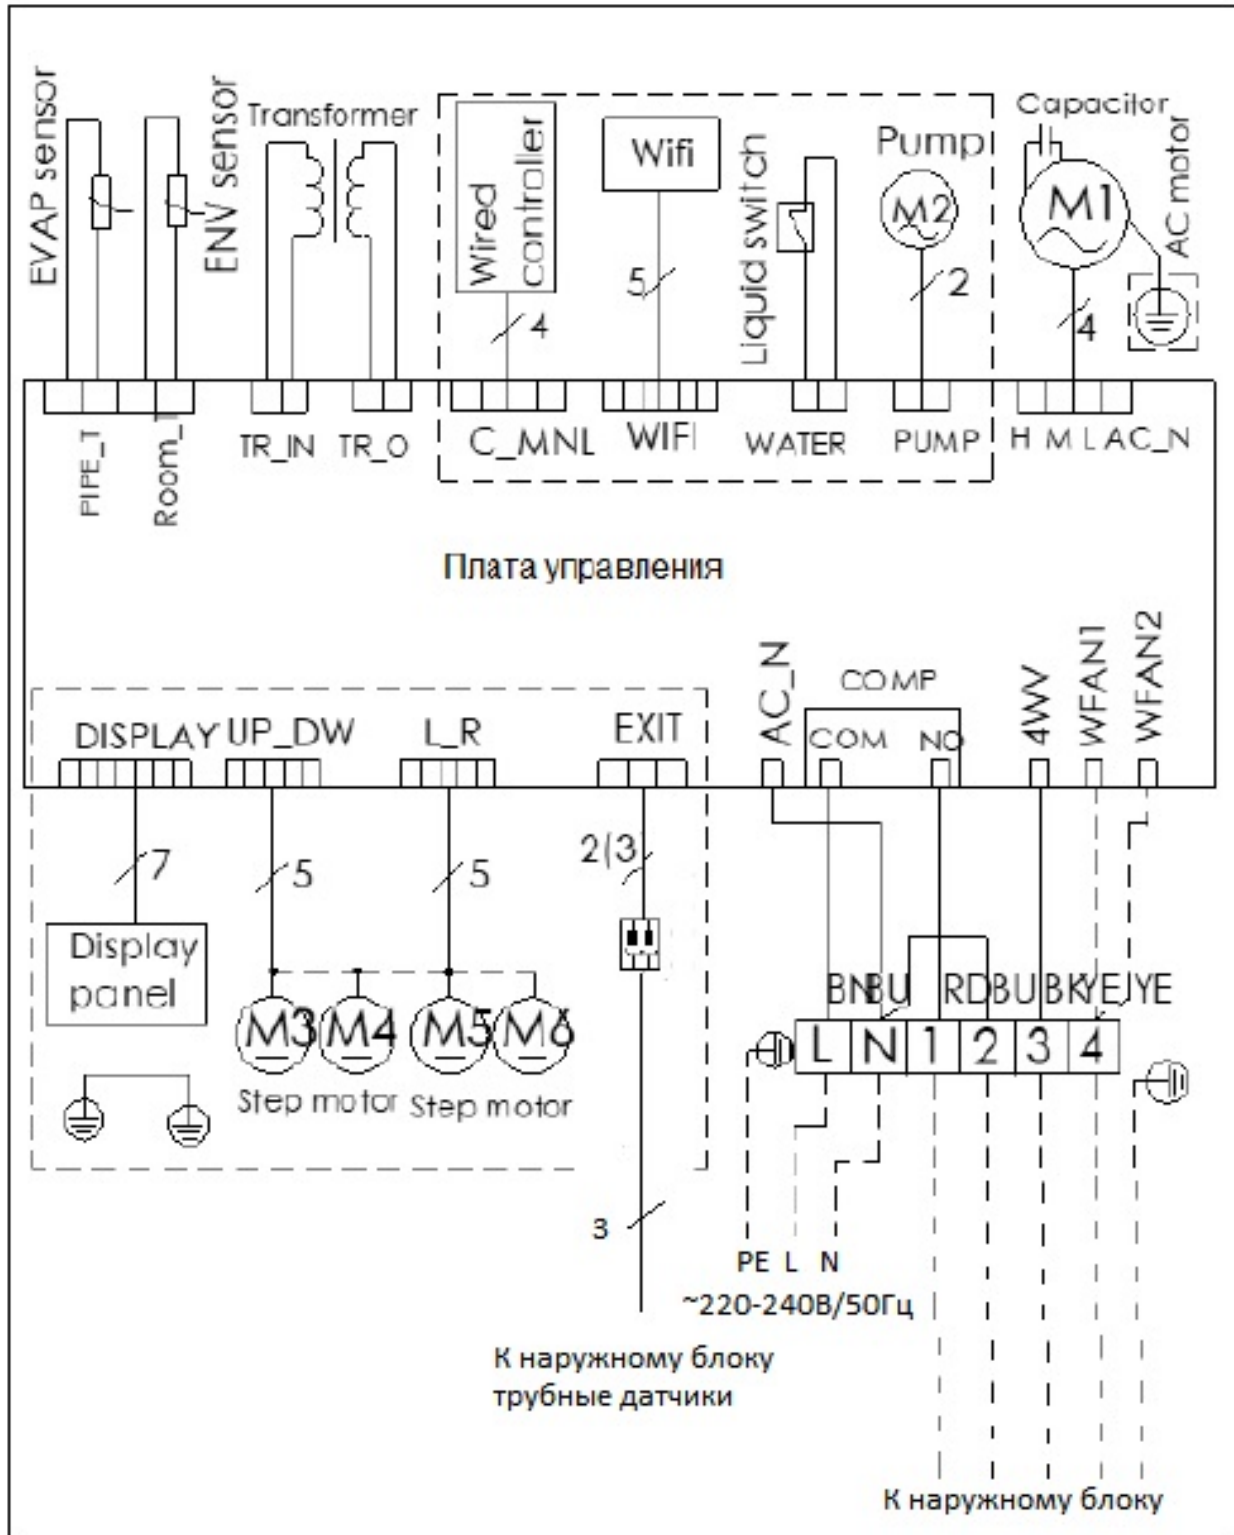 EVAP sensor
ENV sensor
Transformer
Wired
controller
Wifi
Liquid switch
Pump
Capacitor
AC motor
M2
M1
5
2
4
4
PIPE_T
Room_T
TR_IN
TR_O
C_MNL
WIFI
WATER
PUMP
H M L AC_N
Плата управления
DISPLAY
UP_DW
L_R
EXIT
AC_N
COMP
COM
NO
4WV
WFAN1
WFAN2
7
5
5
2(3
Display
panel
M3
M4
M5
M6
Step motor
Step motor
BN
BU
RD
BU
BK
YE
YE
L N 1 2 3 4
3
PE L N
~220-240В/50Гц
К наружному блоку
трубные датчики
К наружному блоку